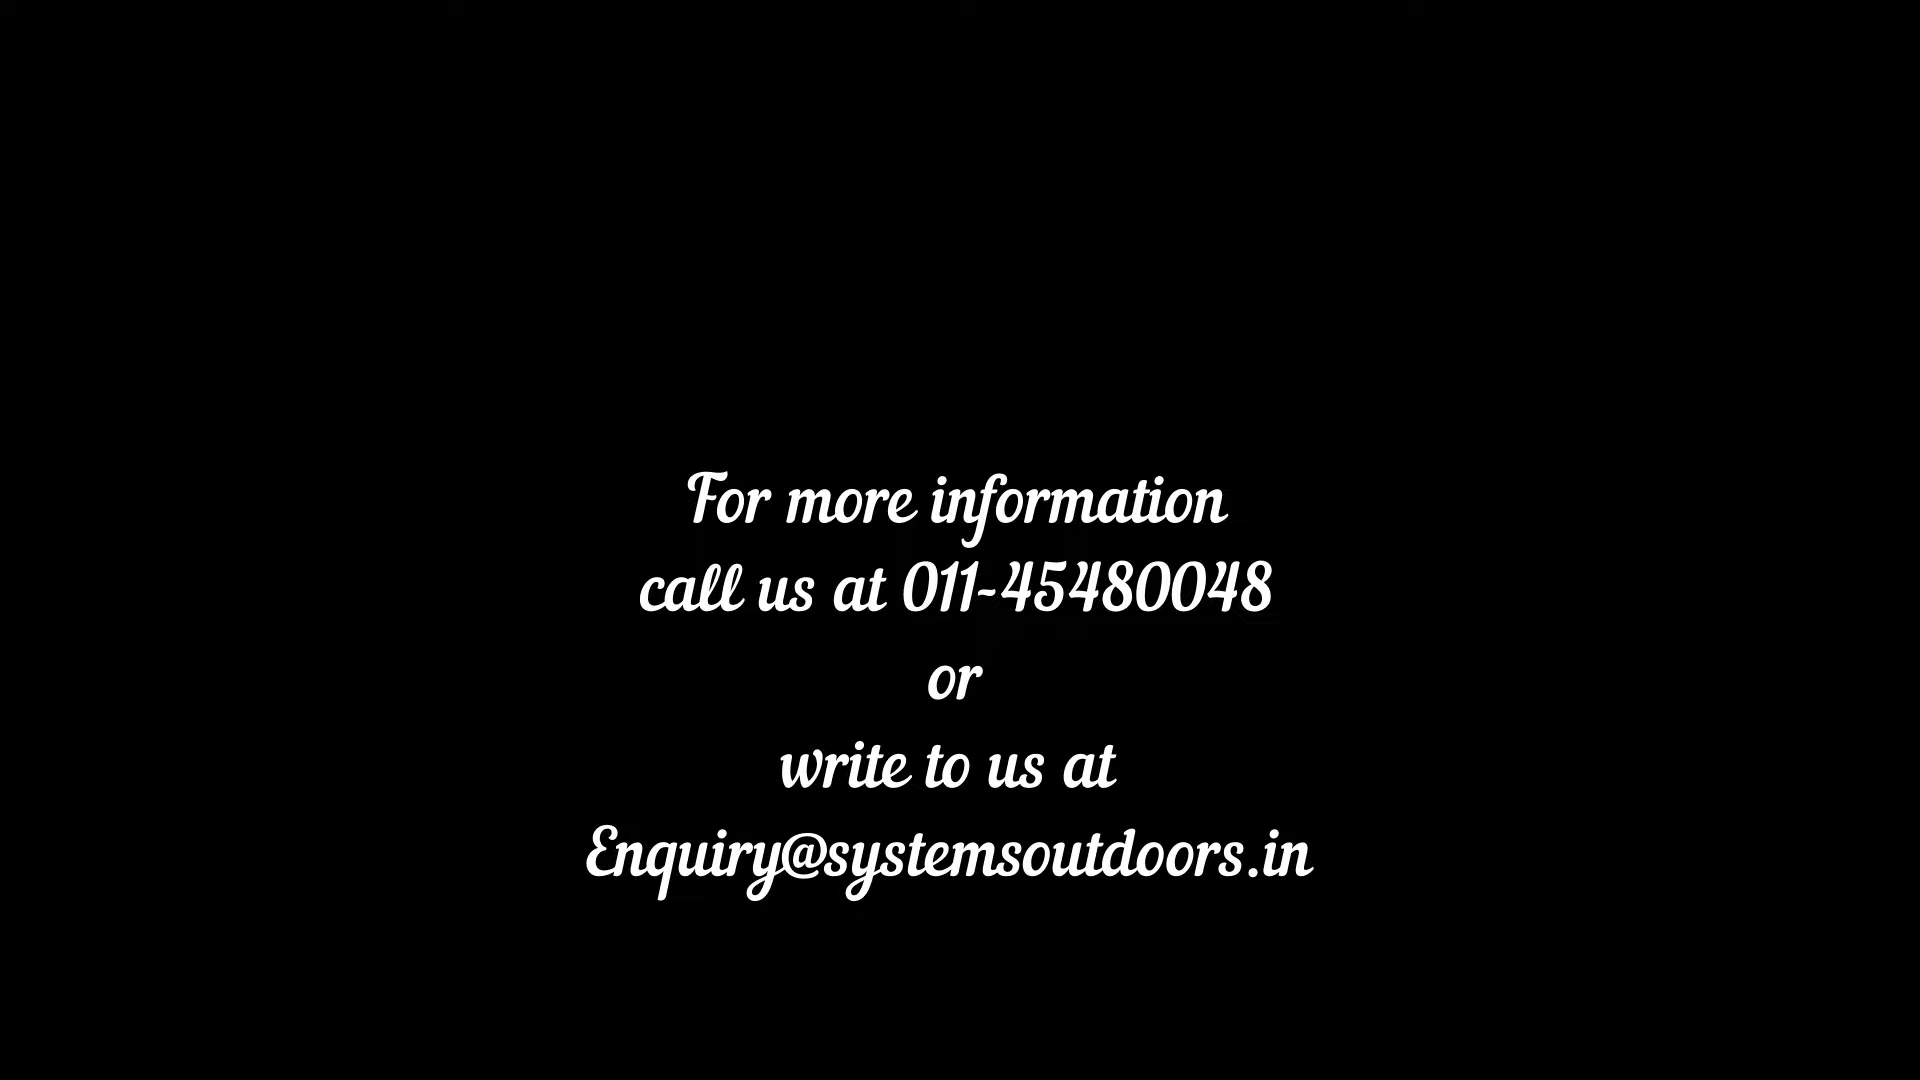 For more information
call us at 011-45480048
or
write to us at
Enquiry@systemsoutdoors.in